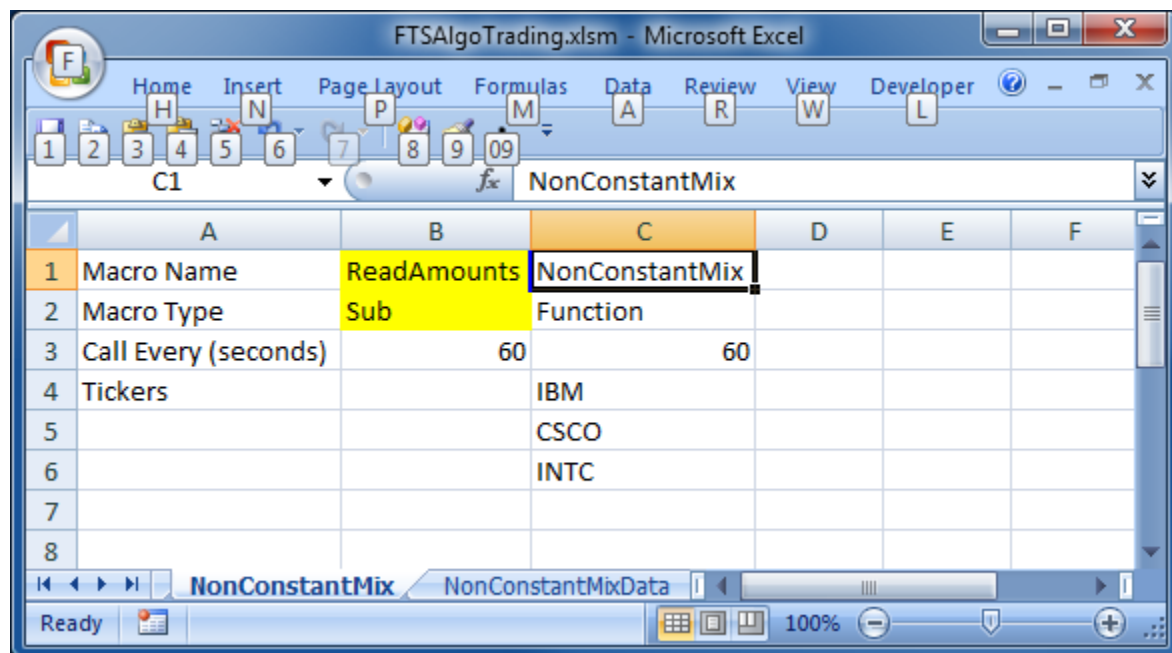 FTSAlgoTrading.xlsm - Microsoft Excel
F
Home Insert Page Layout Formulas Data Review View Developer
H N P M A R W L
1 2 3 4 5 6 7 8 9 09
C1 fx NonConstantMix
A B C D E F
1 Macro Name ReadAmounts NonConstantMix
2 Macro Type Sub Function
3 Call Every (seconds) 60 60
4 Tickers IBM
5 CSCO
6 INTC
7
8
NonConstantMix NonConstantMixData
Ready 100%